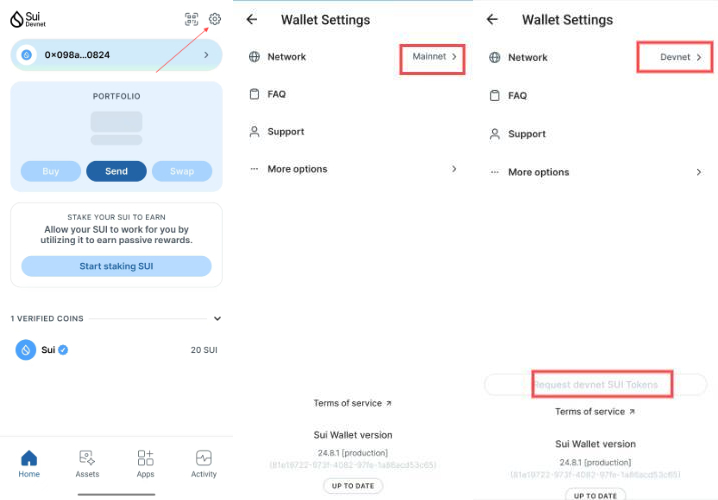 Sui
Devnet
0×098a...0824
PORTFOLIO
Buy
Send
Swap
STAKE YOUR SUI TO EARN
Allow your SUI to work for you by
utilizing it to earn passive rewards.
Start staking SUI
1 VERIFIED COINS
Sui
20 SUI
Home
Assets
Apps
Activity
Wallet Settings
Network
Mainnet
FAQ
Support
More options
Terms of service
Sui Wallet version
24.8.1 [production]
(81e19722-973f-4082-97fe-1a86acd53c65)
UP TO DATE
Wallet Settings
Network
Devnet
FAQ
Support
More options
Request devnet SUI Tokens
Terms of service
Sui Wallet version
24.8.1 [production]
(81e19722-973f-4082-97fe-1a86acd53c65)
UP TO DATE